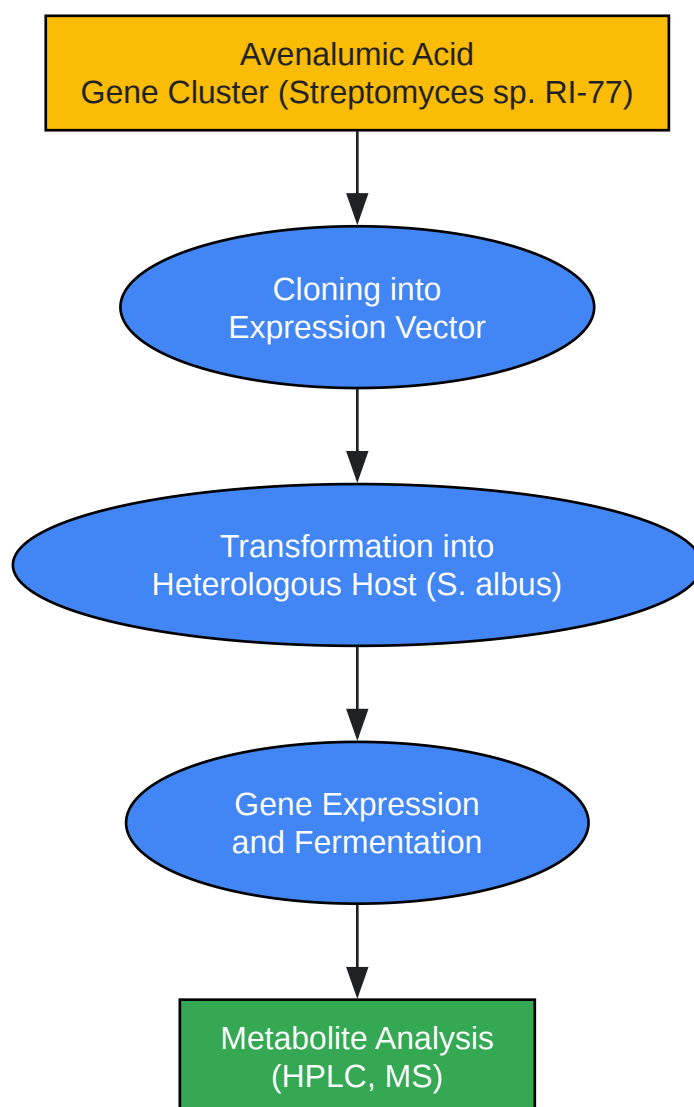 Avenalumic Acid
Gene Cluster (Streptomyces sp. RI-77)
Cloning into
Expression Vector
Transformation into
Heterologous Host (S. albus)
Gene Expression
and Fermentation
Metabolite Analysis
(HPLC, MS)